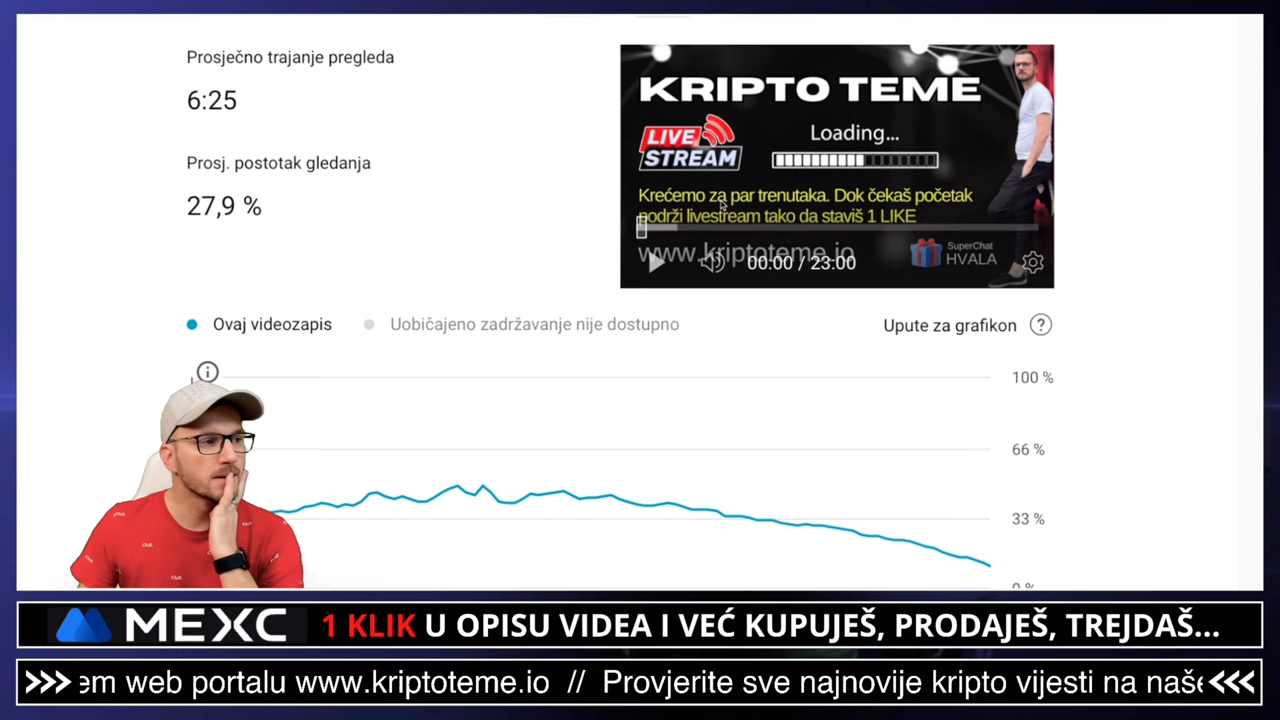 Prosječno trajanje pregleda
6:25
Prosj. postotak gledanja
27,9 %
KRIPTO TEME
LIVE
STREAM
Loading...
Krećemo za par trenutaka. Dok čekaš početak
podrži livestream tako da staviš 1 LIKE
www.kriptoteme.io
SuperChat
HVALA
00:00 / 23:00
Ovaj videozapis
Uobičajeno zadržavanje nije dostupno
Upute za grafikon ?
100 %
66 %
33 %
0 %
MEXC 1 KLIK U OPISU VIDEA I VEĆ KUPUJEŠ, PRODAJEŠ, TREJDAŠ...
em web portalu www.kriptoteme.io // Provjerite sve najnovije kripto vijesti na naše